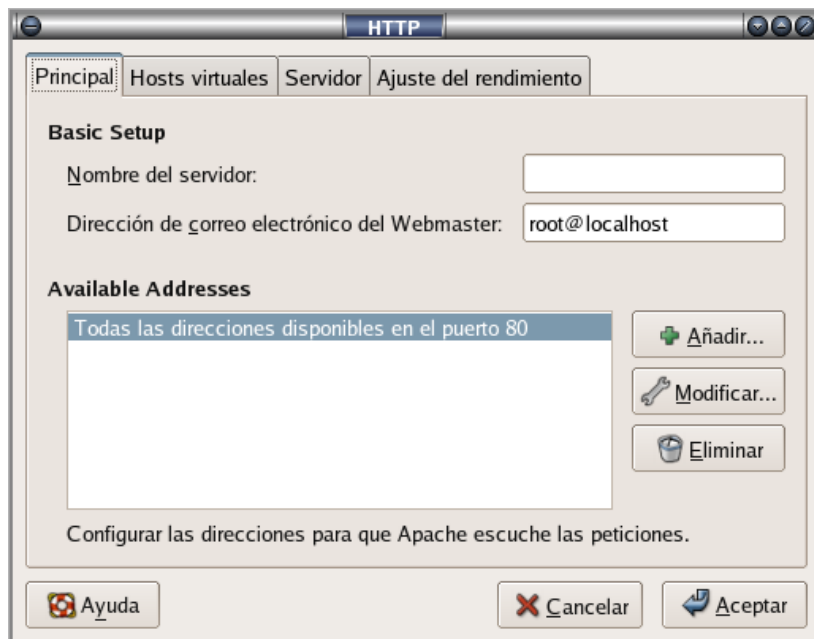 HTTP
Principal Hosts virtuales Servidor Ajuste del rendimiento
Basic Setup
Nombre del servidor:
Dirección de correo electrónico del Webmaster: root@localhost
Available Addresses
Todas las direcciones disponibles en el puerto 80
Añadir...
Modificar...
Eliminar
Configurar las direcciones para que Apache escuche las peticiones.
Ayuda Cancelar Aceptar